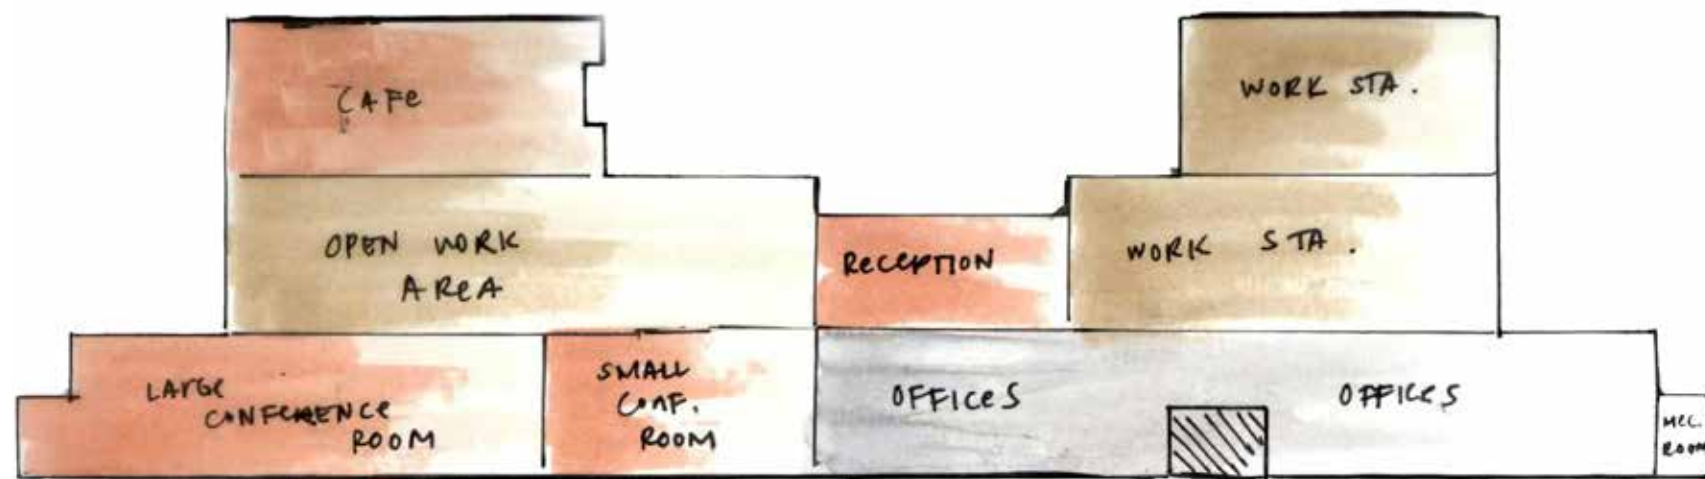 CAFe
WORK STA.
OPEN WORK
AReA
ReCePTION
WORK STA.
LArGe
CONFeRENCe
ROOM
SMALL
CONF.
ROOM
OFFICeS
OFFICeS
MeC.
ROOM